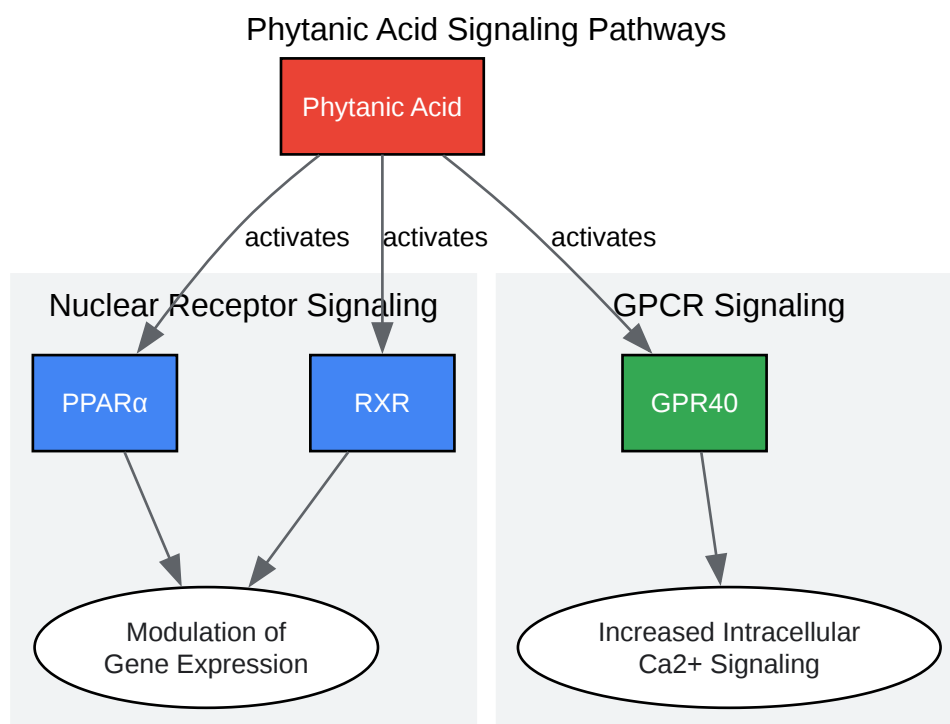 Phytanic Acid Signaling Pathways
Phytanic Acid
activates
activates
activates
Nuclear Receptor Signaling
GPCR Signaling
PPARα
RXR
GPR40
Modulation of
Gene Expression
Increased Intracellular
Ca2+ Signaling